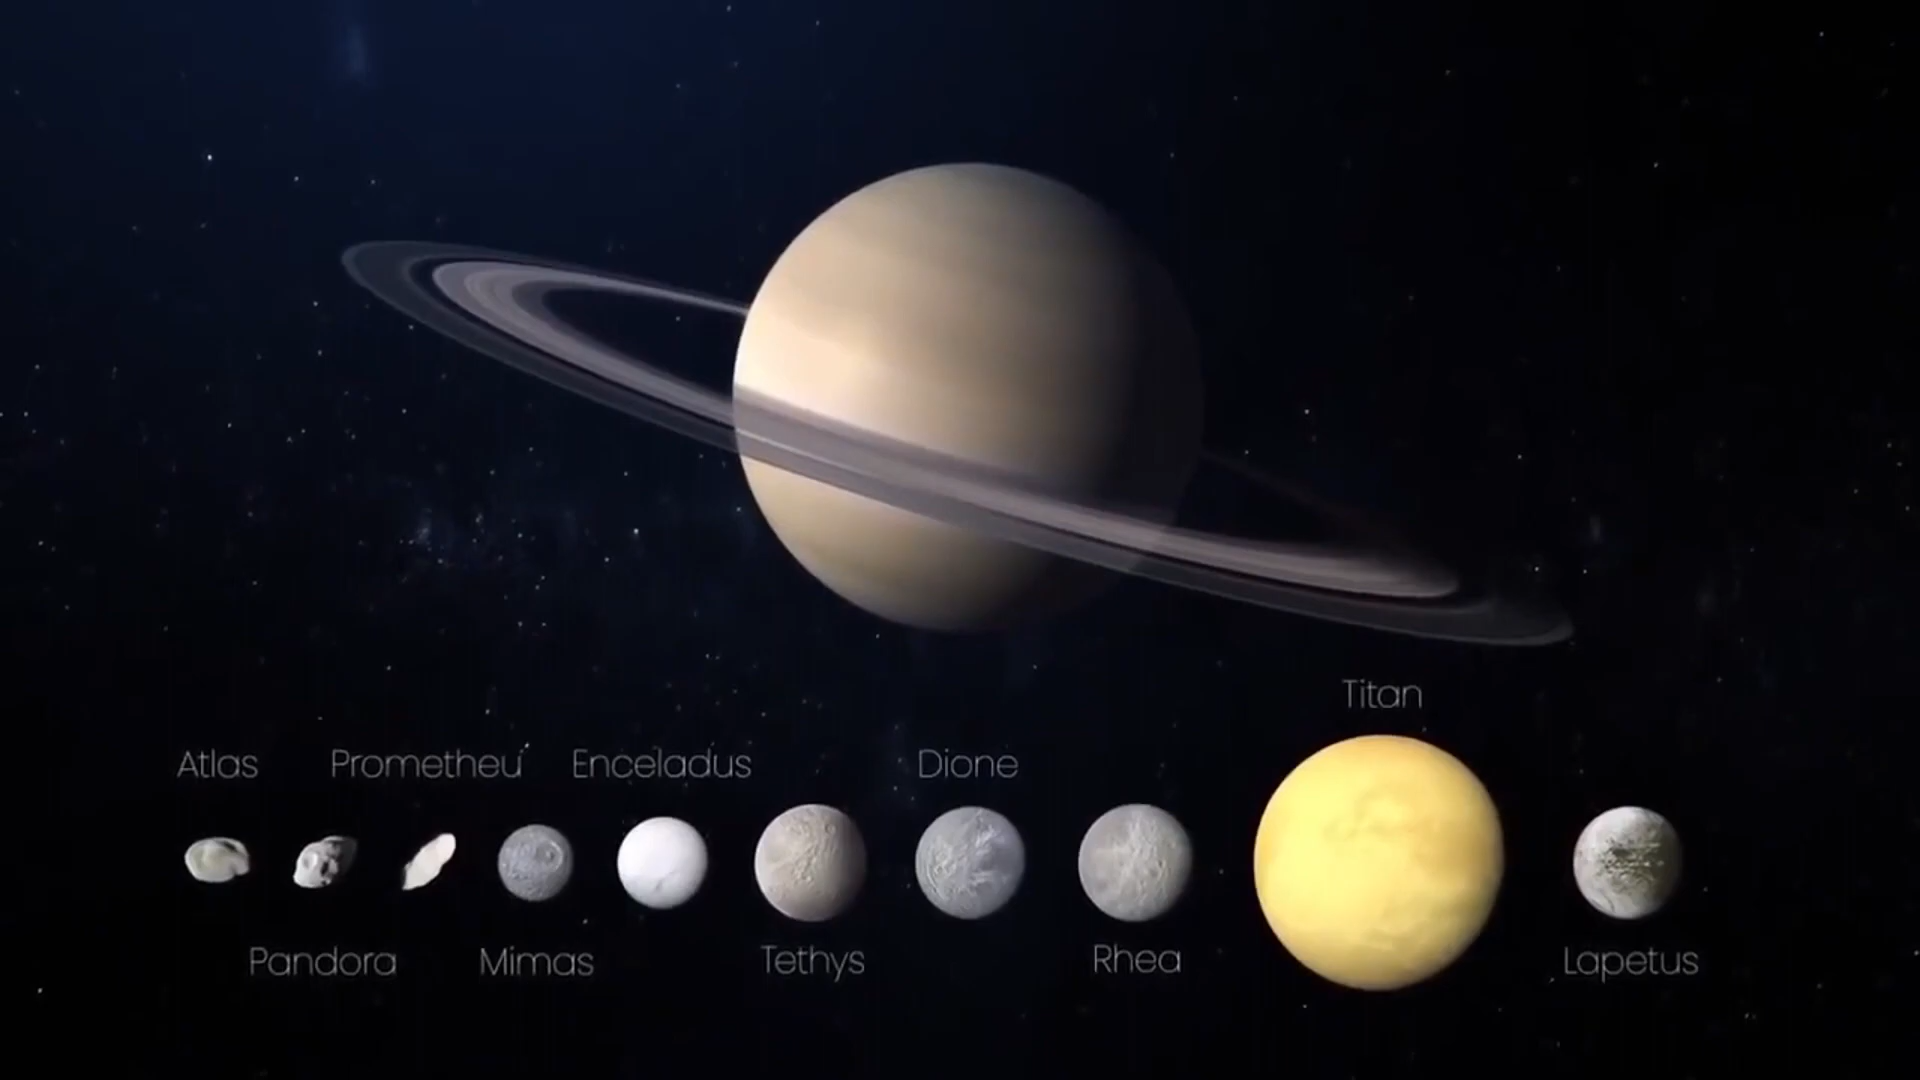 Titan
Atlas
Prometheu
Enceladus
Dione
Pandora
Mimas
Tethys
Rhea
Lapetus